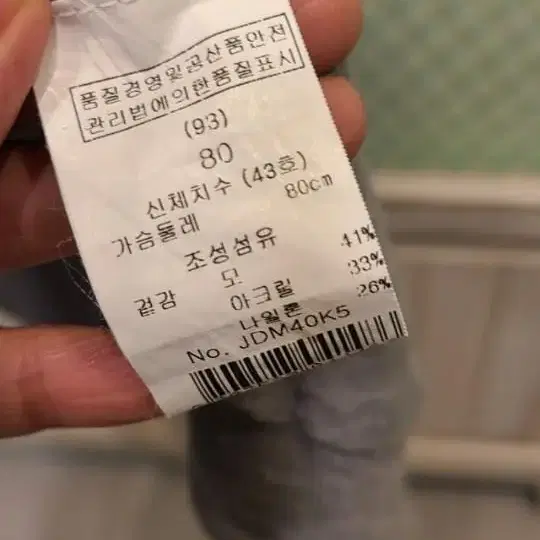 품질경영및공산품안전
관리법에의한품질표시
(93)
80
신체치수 (43호)
가슴둘레 80cm
조성섬유
겉감 모 41%
아크릴 33%
나일론 26%
No. JDM40K5